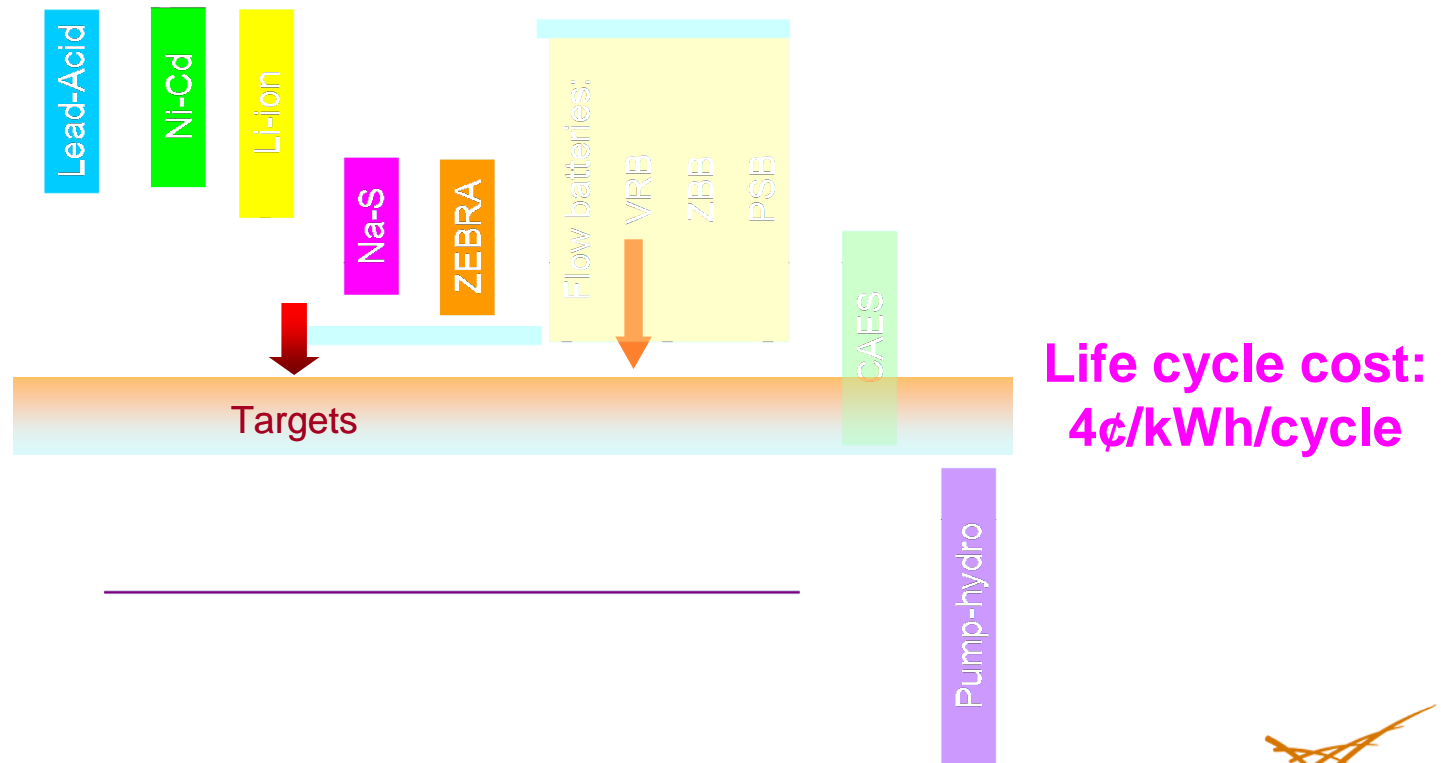 Lead-Acid
Ni-Cd
Li-ion
Na-S
ZEBRA
Fllow batteries:
VRB
ZBB
PSB
CAES
Pump-hydro
Targets
Life cycle cost:
4¢/kWh/cycle